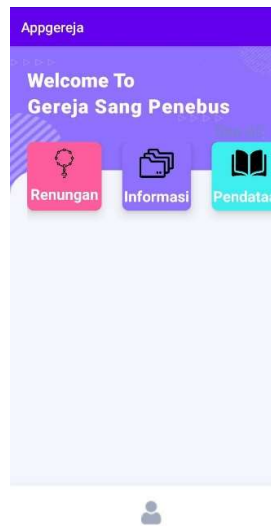 Appgereja
Welcome To
Gereja Sang Penebus
Renungan
Informasi